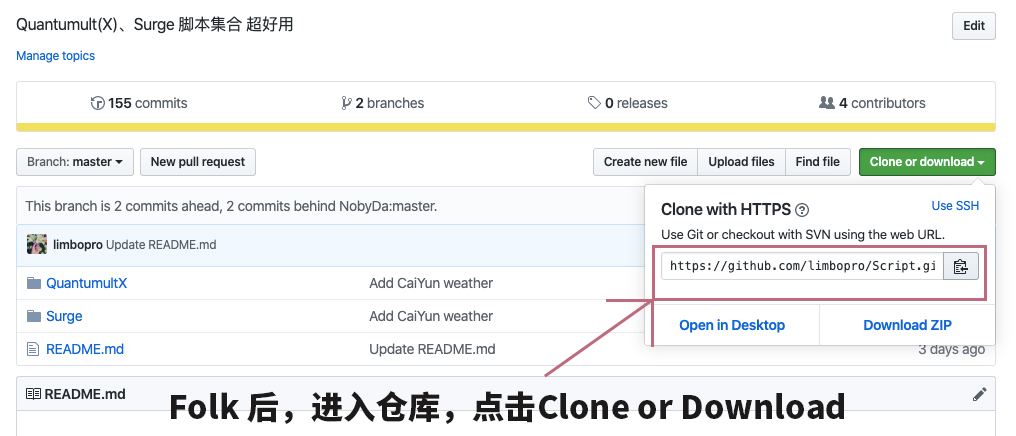 Quantumult(X)、Surge 脚本集合 超好用
Edit
Manage topics
155 commits
2 branches
0 releases
4 contributors
Branch: master
New pull request
Create new file
Upload files
Find file
Clone or download
This branch is 2 commits ahead, 2 commits behind NobyDa:master.
limbopro Update README.md
QuantumultX
Add CaiYun weather
Surge
Add CaiYun weather
README.md
Update README.md
3 days ago
Clone with HTTPS
Use SSH
Use Git or checkout with SVN using the web URL.
https://github.com/limbopro/Script.gi
Open in Desktop
Download ZIP
README.md
Folk 后，进入仓库，点击Clone or Download